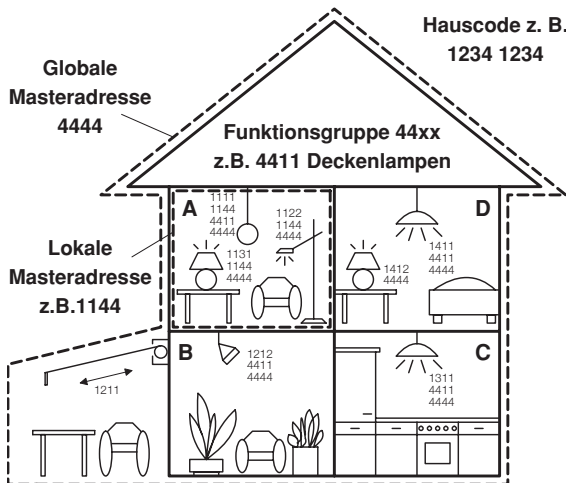 Hauscode z. B.
1234 1234
Globale
Masteradresse
4444
Funktionsgruppe 44xx
z.B. 4411 Deckenlampen
Lokale
Masteradresse
z.B.1144
A
1111
1144
4411
4444
1122
1144
4444
1131
1144
4444
D
1411
4411
4444
1412
4444
B
1212
4411
4444
C
1311
4411
4444
1211